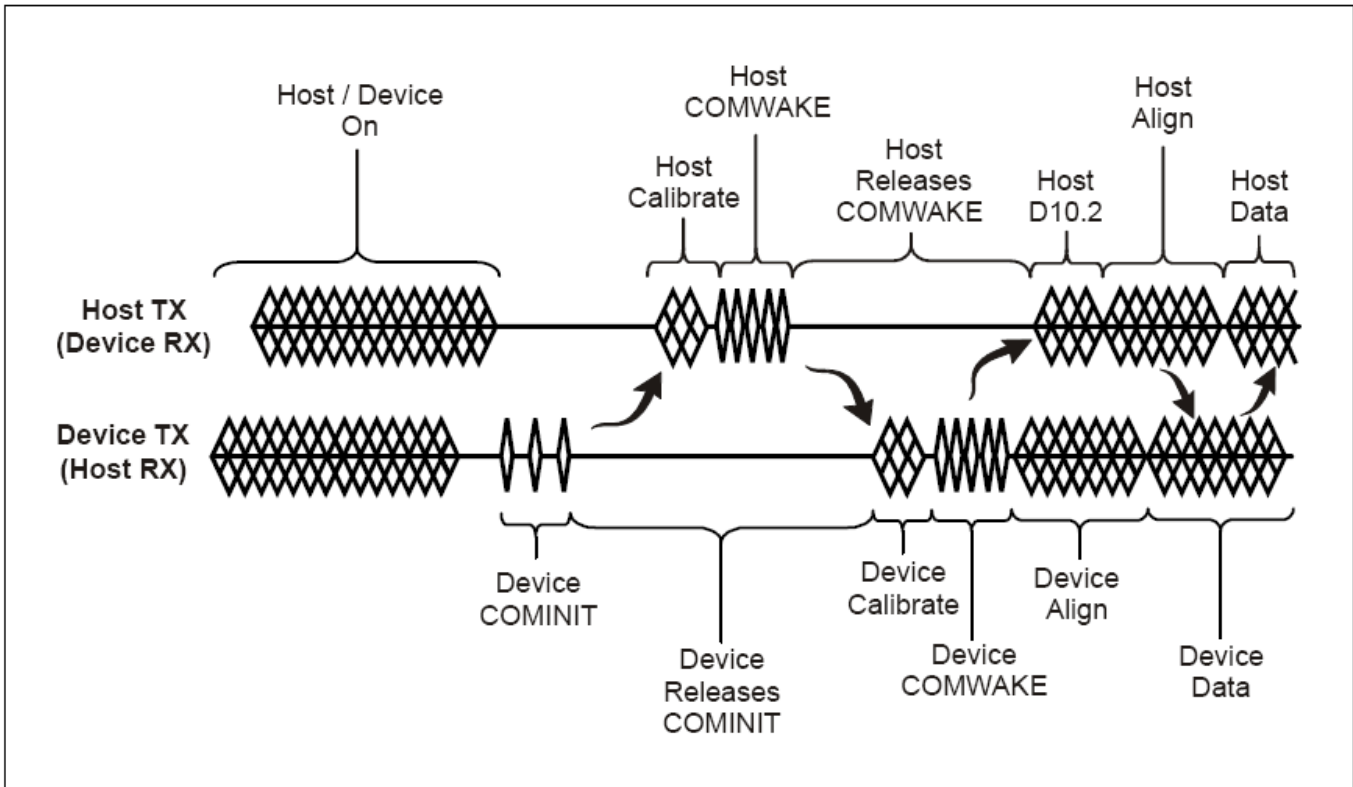 Host / Device
On
Host
COMWAKE
Host
Calibrate
Host
Releases
COMWAKE
Host
D10.2
Host
Align
Host
Data
Host TX
(Device RX)
Device TX
(Host RX)
Device
COMINIT
Device
Releases
COMINIT
Device
Calibrate
Device
COMWAKE
Device
Align
Device
Data